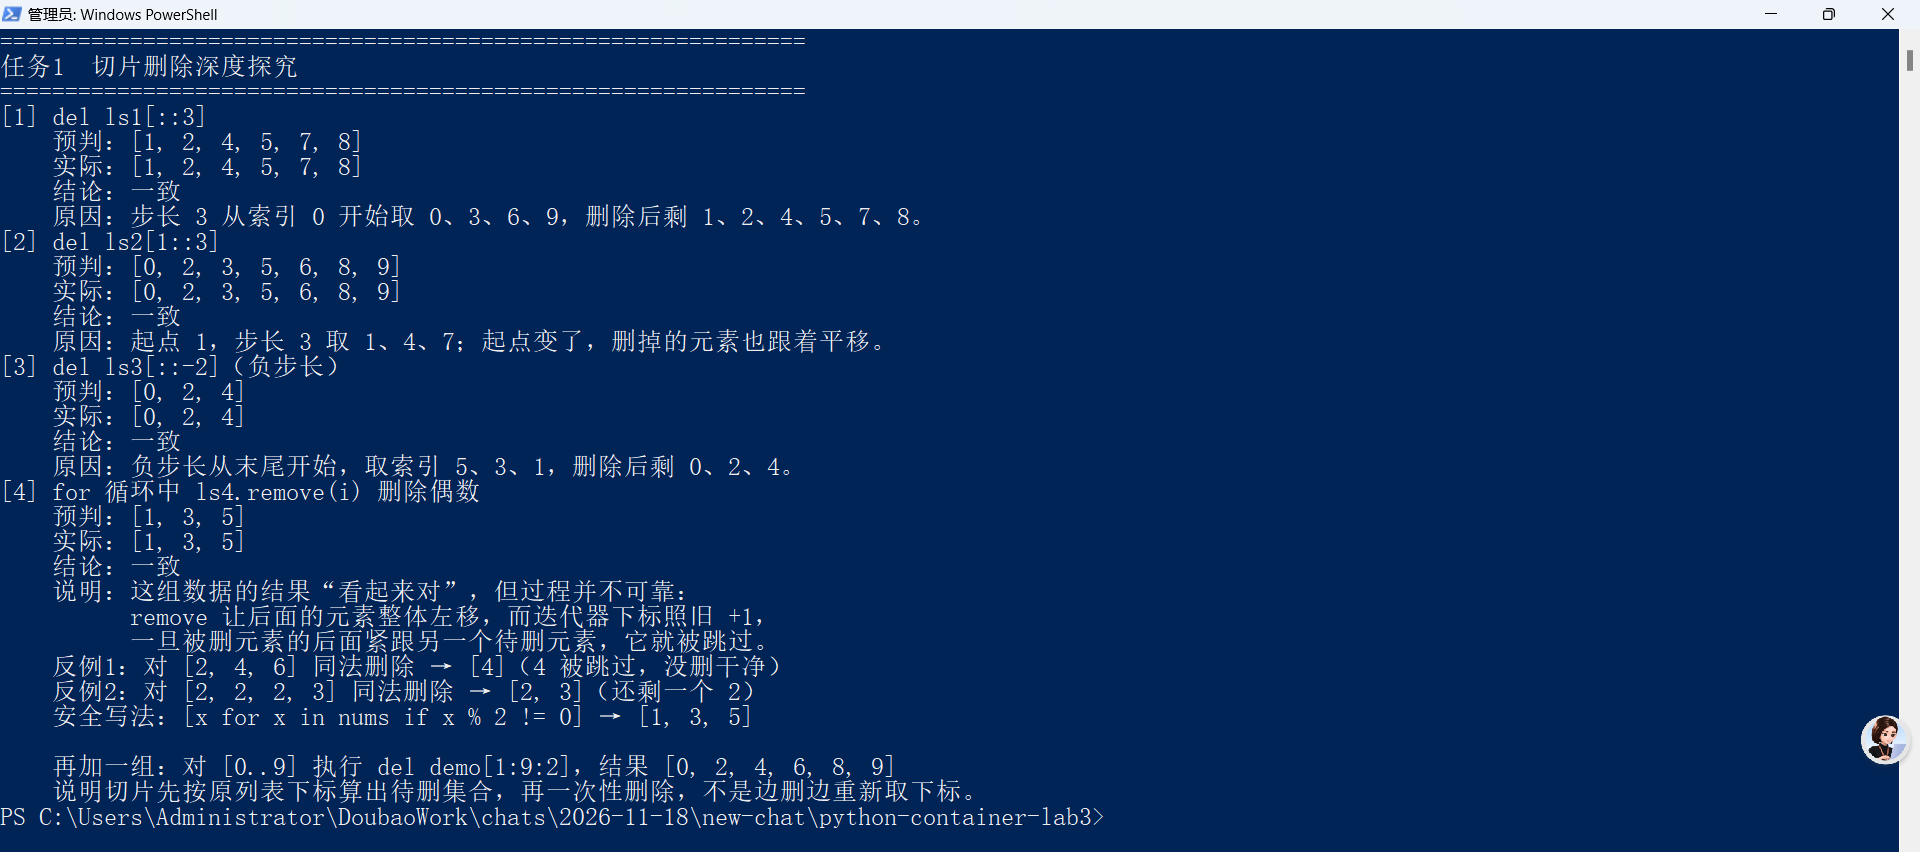 管理员: Windows PowerShell
==============================================================
任务1  切片删除深度探究
==============================================================
[1] del ls1[::3]
    预判: [1, 2, 4, 5, 7, 8]
    实际: [1, 2, 4, 5, 7, 8]
    结论: 一致
    原因: 步长 3 从索引 0 开始取 0、3、6、9，删除后剩 1、2、4、5、7、8。
[2] del ls2[1::3]
    预判: [0, 2, 3, 5, 6, 8, 9]
    实际: [0, 2, 3, 5, 6, 8, 9]
    结论: 一致
    原因: 起点 1，步长 3 取 1、4、7；起点变了，删掉的元素也跟着平移。
[3] del ls3[::-2]（负步长）
    预判: [0, 2, 4]
    实际: [0, 2, 4]
    结论: 一致
    原因: 负步长从末尾开始，取索引 5、3、1，删除后剩 0、2、4。
[4] for 循环中 ls4.remove(i) 删除偶数
    预判: [1, 3, 5]
    实际: [1, 3, 5]
    结论: 一致
    说明: 这组数据的结果“看起来对”，但过程并不可靠:
          remove 让后面的元素整体左移，而迭代器下标照旧 +1，
          一旦被删元素的后面紧跟另一个待删元素，它就被跳过。
    反例1: 对 [2, 4, 6] 同法删除 → [4]（4 被跳过，没删干净）
    反例2: 对 [2, 2, 2, 3] 同法删除 → [2, 3]（还剩一个 2）
    安全写法: [x for x in nums if x % 2 != 0] → [1, 3, 5]
    再加一组: 对 [0..9] 执行 del demo[1:9:2]，结果 [0, 2, 4, 6, 8, 9]
    说明切片先按原列表下标算出待删集合，再一次性删除，不是边删边重新取下标。
PS C:\Users\Administrator\DoubaoWork\chats\2026-11-18\new-chat\python-container-lab3>